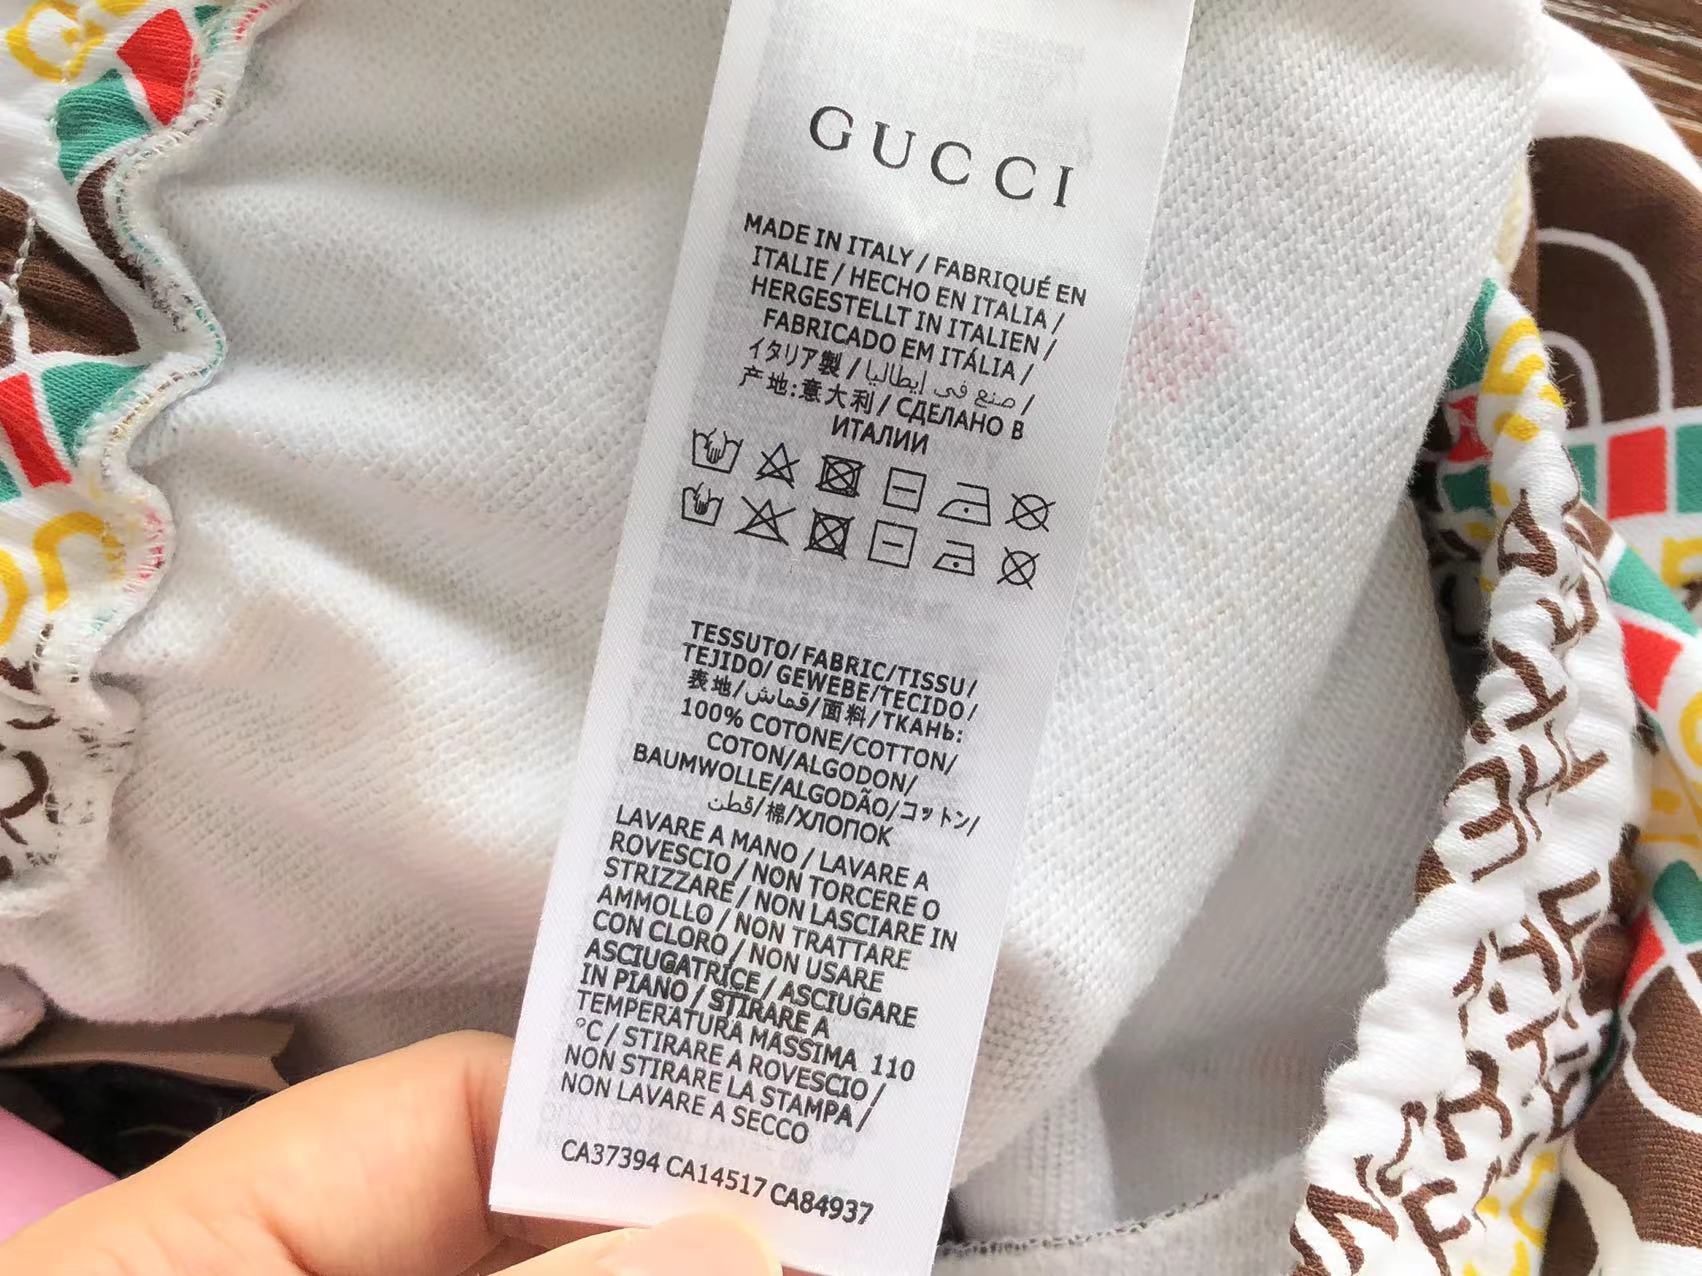 GUCCI
MADE IN ITALY / FABRIQUÉ EN
ITALIE / HECHO EN ITALIA /
HERGESTELLT IN ITALIEN /
FABRICADO EM ITÁLIA /
イタリア製 / صنع في إيطاليا /
产地:意大利 / СДЕЛАНО В
ИТАЛИИ
TESSUTO/FABRIC/TISSU/
TEJIDO/GEWEBE/TECIDO/
表地/قماش/面料/ТКАНЬ:
100% COTONE/COTTON/
COTON/ALGODON/
BAUMWOLLE/ALGODÃO/コットン/
قطن/棉/ХЛОПОК
LAVARE A MANO / LAVARE A
ROVESCIO / NON TORCERE O
STRIZZARE / NON LASCIARE IN
AMMOLLO / NON TRATTARE
CON CLORO / NON USARE
ASCIUGATRICE / ASCIUGARE
IN PIANO / STIRARE A
TEMPERATURA MASSIMA 110
°C / STIRARE A ROVESCIO /
NON STIRARE LA STAMPA /
NON LAVARE A SECCO
CA37394 CA14517 CA84937